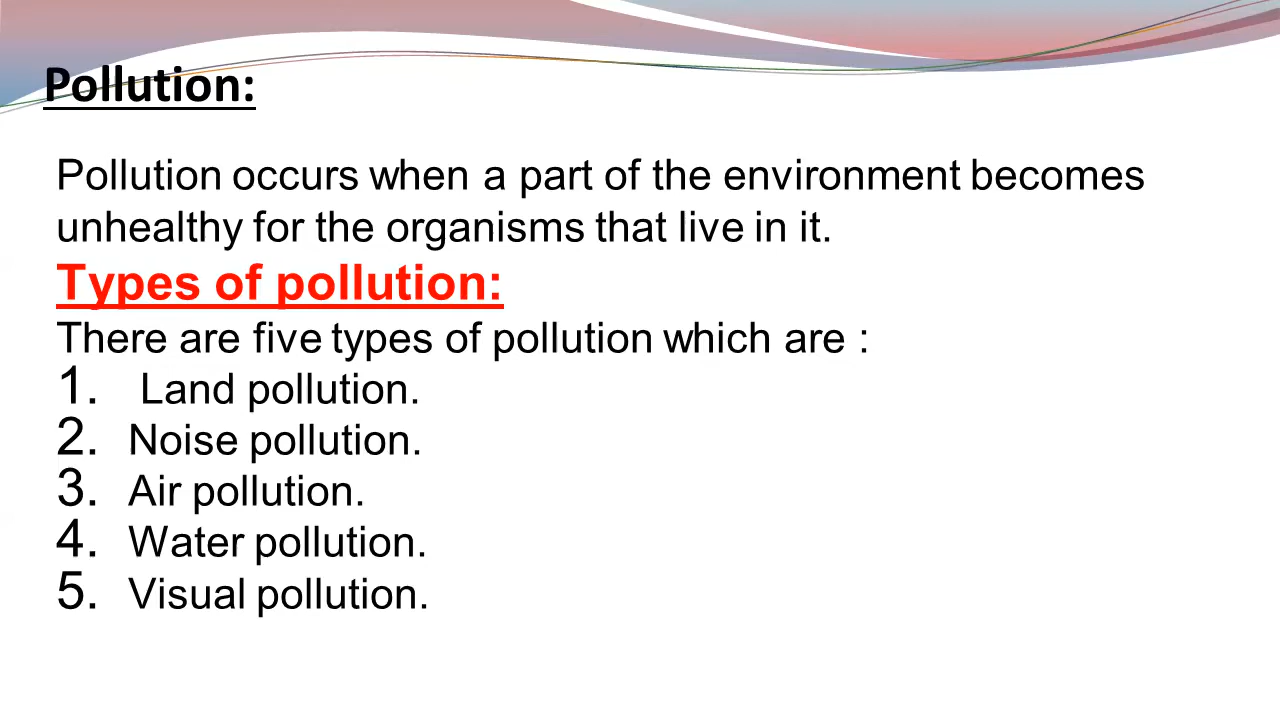 Pollution:
Pollution occurs when a part of the environment becomes
unhealthy for the organisms that live in it.
Types of pollution:
There are five types of pollution which are :
1. Land pollution.
2. Noise pollution.
3. Air pollution.
4. Water pollution.
5. Visual pollution.